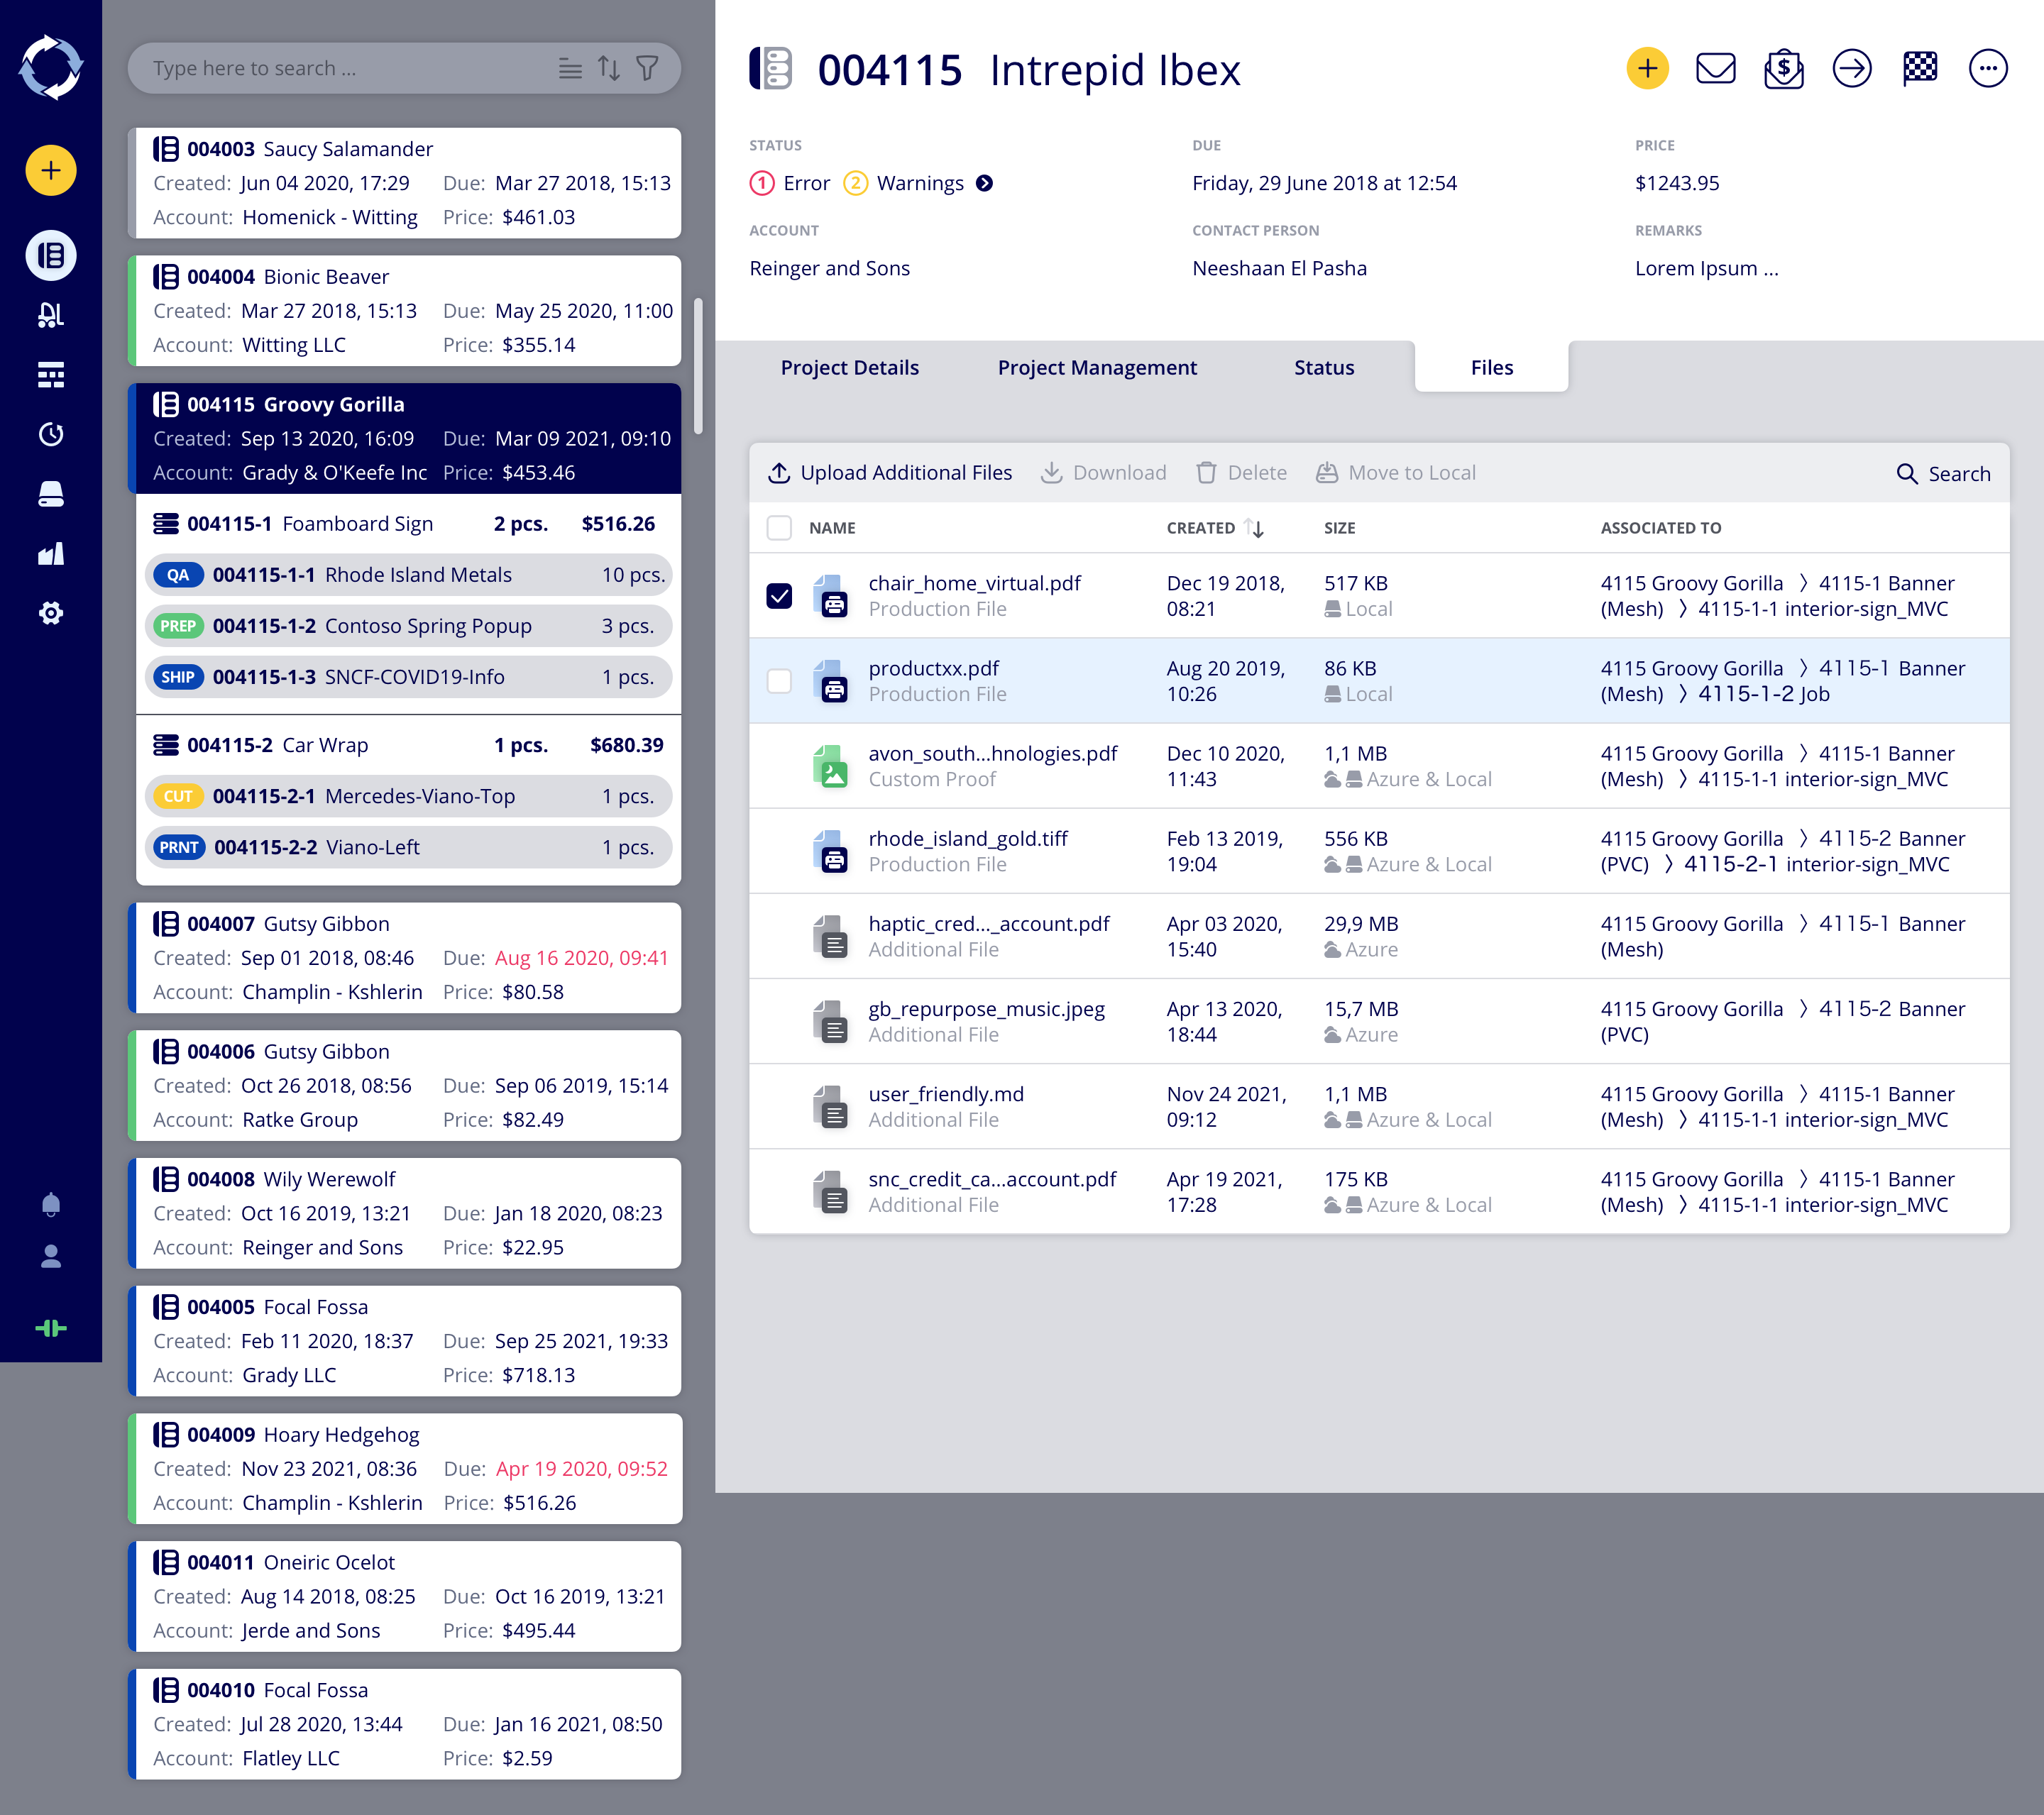 Type here to search ...
004003 Saucy Salamander
Created: Jun 04 2020, 17:29 Due: Mar 27 2018, 15:13
Account: Homenick - Witting Price: $461.03
004004 Bionic Beaver
Created: Mar 27 2018, 15:13 Due: May 25 2020, 11:00
Account: Witting LLC Price: $355.14
004115 Groovy Gorilla
Created: Sep 13 2020, 16:09 Due: Mar 09 2021, 09:10
Account: Grady & O'Keefe Inc Price: $453.46
004115-1 Foamboard Sign 2 pcs. $516.26
QA 004115-1-1 Rhode Island Metals 10 pcs.
PREP 004115-1-2 Contoso Spring Popup 3 pcs.
SHIP 004115-1-3 SNCF-COVID19-Info 1 pcs.
004115-2 Car Wrap 1 pcs. $680.39
CUT 004115-2-1 Mercedes-Viano-Top 1 pcs.
PRNT 004115-2-2 Viano-Left 1 pcs.
004007 Gutsy Gibbon
Created: Sep 01 2018, 08:46 Due: Aug 16 2020, 09:41
Account: Champlin - Kshlerin Price: $80.58
004006 Gutsy Gibbon
Created: Oct 26 2018, 08:56 Due: Sep 06 2019, 15:14
Account: Ratke Group Price: $82.49
004008 Wily Werewolf
Created: Oct 16 2019, 13:21 Due: Jan 18 2020, 08:23
Account: Reinger and Sons Price: $22.95
004005 Focal Fossa
Created: Feb 11 2020, 18:37 Due: Sep 25 2021, 19:33
Account: Grady LLC Price: $718.13
004009 Hoary Hedgehog
Created: Nov 23 2021, 08:36 Due: Apr 19 2020, 09:52
Account: Champlin - Kshlerin Price: $516.26
004011 Oneiric Ocelot
Created: Aug 14 2018, 08:25 Due: Oct 16 2019, 13:21
Account: Jerde and Sons Price: $495.44
004010 Focal Fossa
Created: Jul 28 2020, 13:44 Due: Jan 16 2021, 08:50
Account: Flatley LLC Price: $2.59
004115 Intrepid Ibex
STATUS DUE PRICE
1 Error 2 Warnings Friday, 29 June 2018 at 12:54 $1243.95
ACCOUNT CONTACT PERSON REMARKS
Reinger and Sons Neeshaan El Pasha Lorem Ipsum ...
Project Details Project Management Status Files
Upload Additional Files Download Delete Move to Local Search
NAME CREATED SIZE ASSOCIATED TO
chair_home_virtual.pdf Dec 19 2018, 517 KB 4115 Groovy Gorilla 〉4115-1 Banner
Production File 08:21 Local (Mesh) 〉4115-1-1 interior-sign_MVC
productxx.pdf Aug 20 2019, 86 KB 4115 Groovy Gorilla 〉4115-1 Banner
Production File 10:26 Local (Mesh) 〉4115-1-2 Job
avon_south...hnologies.pdf Dec 10 2020, 1,1 MB 4115 Groovy Gorilla 〉4115-1 Banner
Custom Proof 11:43 Azure & Local (Mesh) 〉4115-1-1 interior-sign_MVC
rhode_island_gold.tiff Feb 13 2019, 556 KB 4115 Groovy Gorilla 〉4115-2 Banner
Production File 19:04 Azure & Local (PVC) 〉4115-2-1 interior-sign_MVC
haptic_cred..._account.pdf Apr 03 2020, 29,9 MB 4115 Groovy Gorilla 〉4115-1 Banner
Additional File 15:40 Azure (Mesh)
gb_repurpose_music.jpeg Apr 13 2020, 15,7 MB 4115 Groovy Gorilla 〉4115-2 Banner
Additional File 18:44 Azure (PVC)
user_friendly.md Nov 24 2021, 1,1 MB 4115 Groovy Gorilla 〉4115-1 Banner
Additional File 09:12 Azure & Local (Mesh) 〉4115-1-1 interior-sign_MVC
snc_credit_ca...account.pdf Apr 19 2021, 175 KB 4115 Groovy Gorilla 〉4115-1 Banner
Additional File 17:28 Azure & Local (Mesh) 〉4115-1-1 interior-sign_MVC